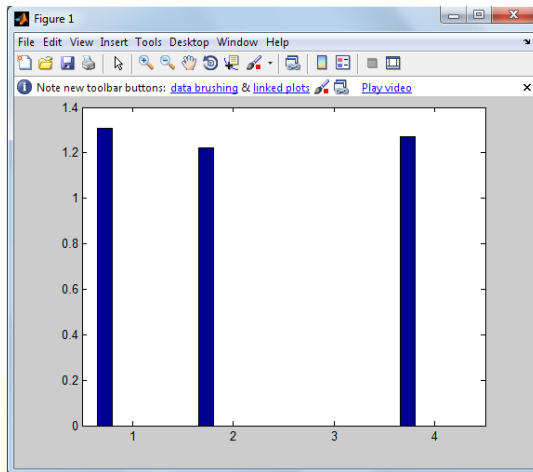 Figure 1
File Edit View Insert Tools Desktop Window Help
Note new toolbar buttons: data brushing & linked plots Play video
1.4
1.2
1
0.8
0.6
0.4
0.2
0
1 2 3 4